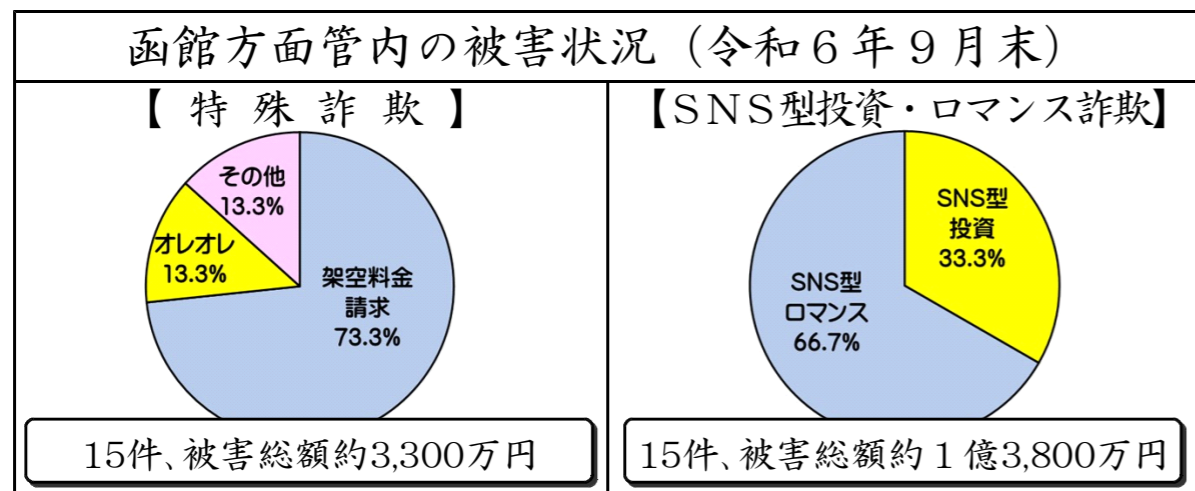 函館方面管内の被害状況（令和６年９月末）
【特殊詐欺】
その他
13.3%
オレオレ
13.3%
架空料金
請求
73.3%
15件､被害総額約3,300万円
【ＳＮＳ型投資・ロマンス詐欺】
SNS型
投資
33.3%
SNS型
ロマンス
66.7%
15件､被害総額約１億3,800万円